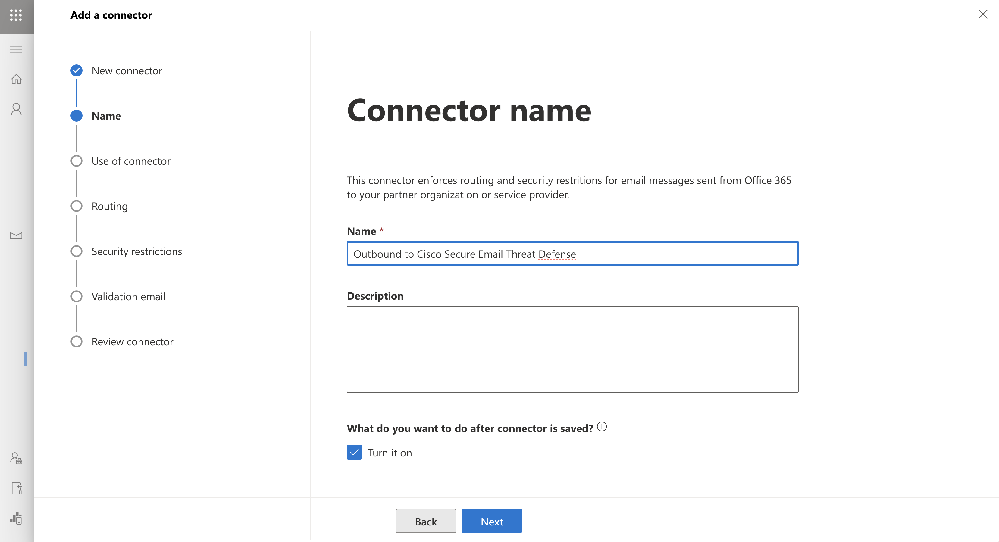 Add a connector
New connector
Name
Use of connector
Routing
Security restrictions
Validation email
Review connector
Connector name
This connector enforces routing and security restritions for email messages sent from Office 365
to your partner organization or service provider.
Name *
Outbound to Cisco Secure Email Threat Defense
Description
What do you want to do after connector is saved?
Turn it on
Back
Next